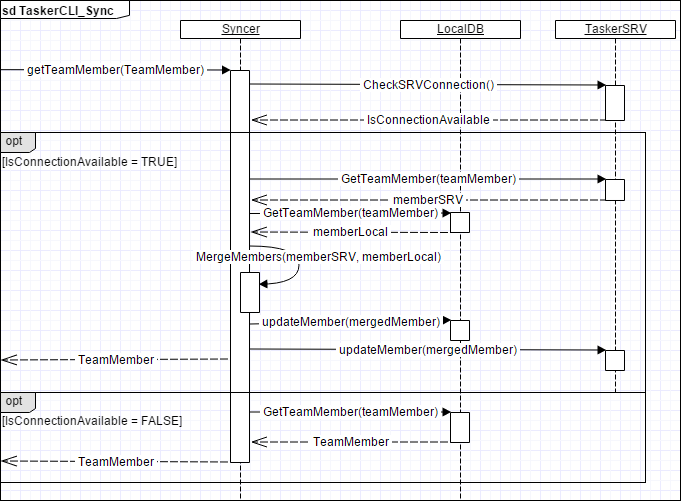 sd TaskerCLI_Sync
Syncer
LocalDB
TaskerSRV
getTeamMember(TeamMember)
CheckSRVConnection()
IsConnectionAvailable
opt
[IsConnectionAvailable = TRUE]
GetTeamMember(teamMember)
memberSRV
GetTeamMember(teamMember)
memberLocal
MergeMembers(memberSRV, memberLocal)
updateMember(mergedMember)
updateMember(mergedMember)
TeamMember
opt
[IsConnectionAvailable = FALSE]
GetTeamMember(teamMember)
TeamMember
TeamMember